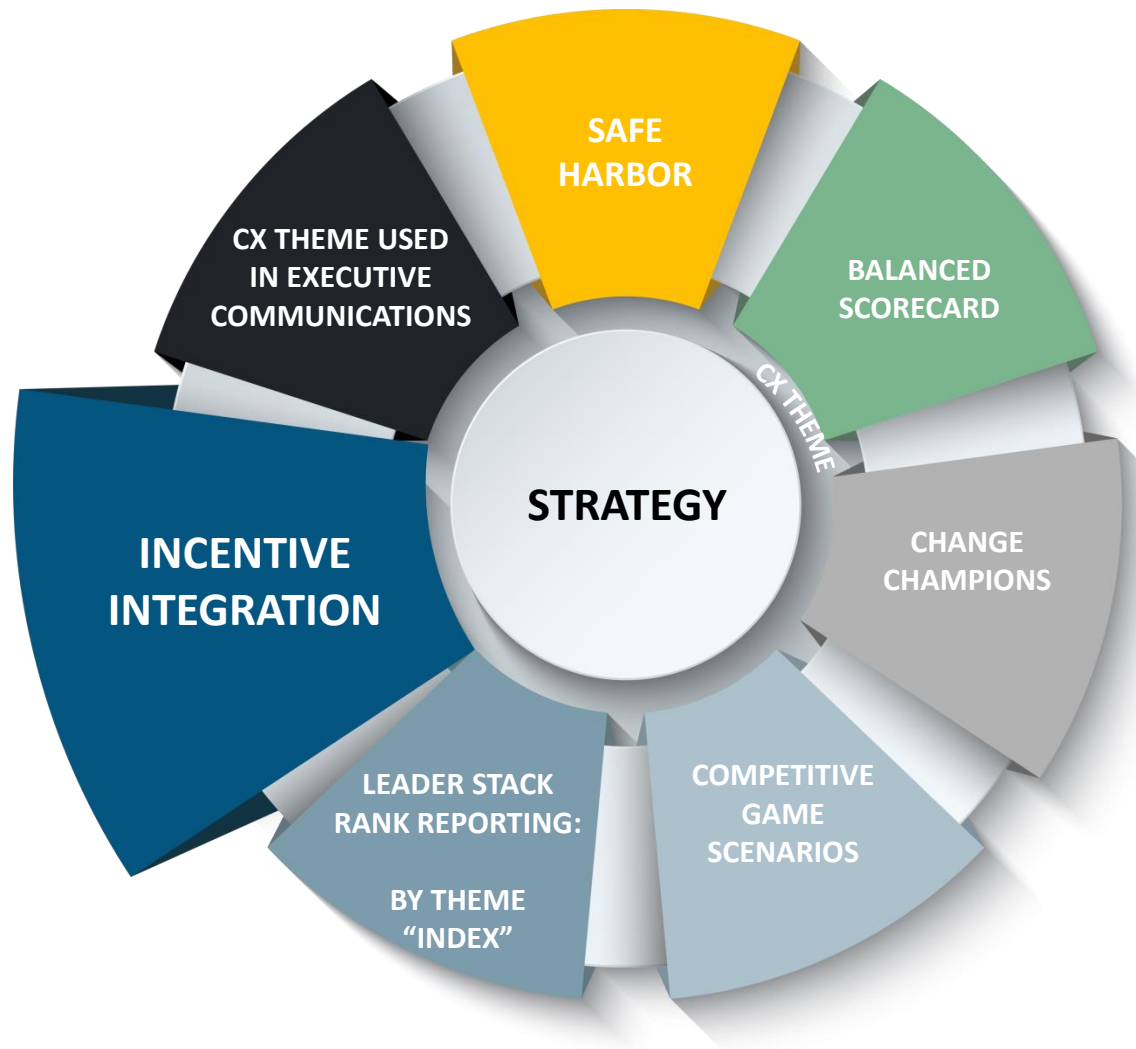 SAFE
HARBOR
BALANCED
SCORECARD
CHANGE
CHAMPIONS
COMPETITIVE
GAME
SCENARIOS
LEADER STACK
RANK REPORTING:
BY THEME
“INDEX”
INCENTIVE
INTEGRATION
CX THEME USED
IN EXECUTIVE
COMMUNICATIONS
CX THEME
STRATEGY